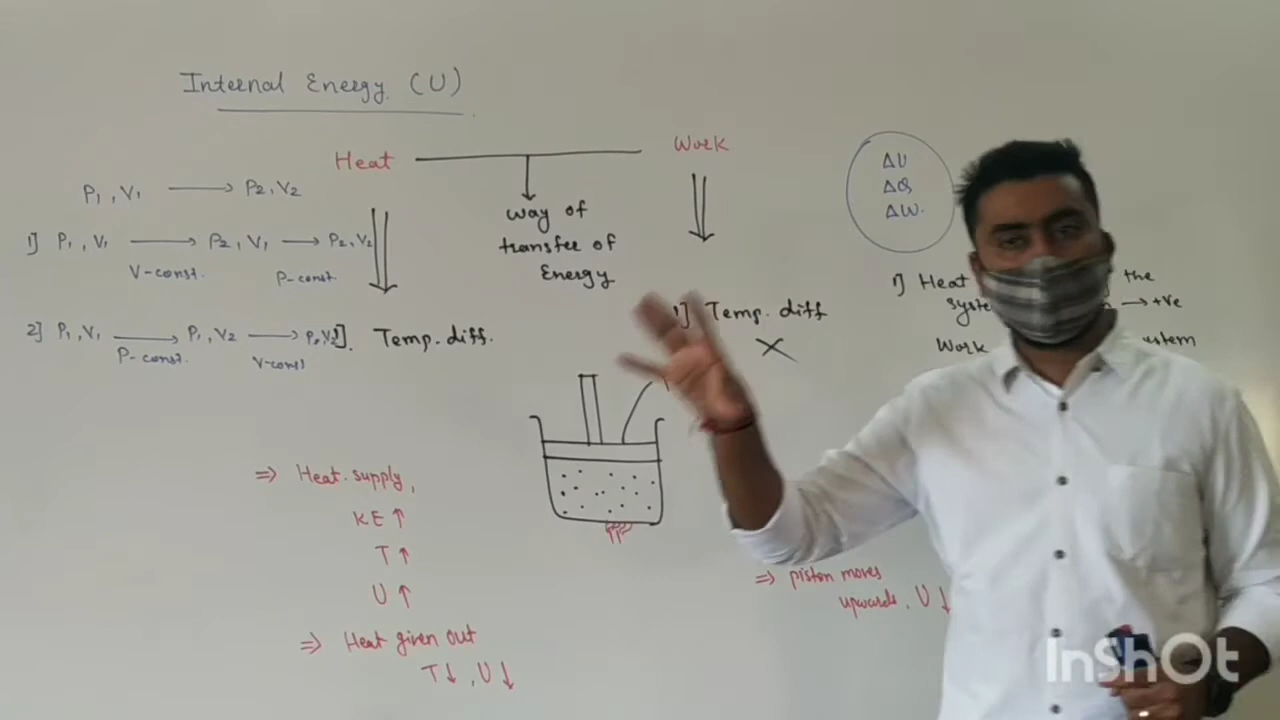 Internal Energy (U)
Heat
Work
P₁, V₁ → P₂, V₂
way of
transfer of
Energy
1] P₁, V₁ → P₂, V₁ → P₂, V₂
V-const.
P-const.
2] P₁, V₁ → P₁, V₂ → P₂, V₂
P-const.
V-const
1]. Temp. diff.
1] Temp. diff
×
ΔU
ΔQ
ΔW.
1] Heat the
→ +ve
Work
⇒ Heat supply,
KE ↑
T ↑
U ↑
⇒ Heat given out
T↓, U↓
⇒ piston moves
upwards, U↓
InShOt